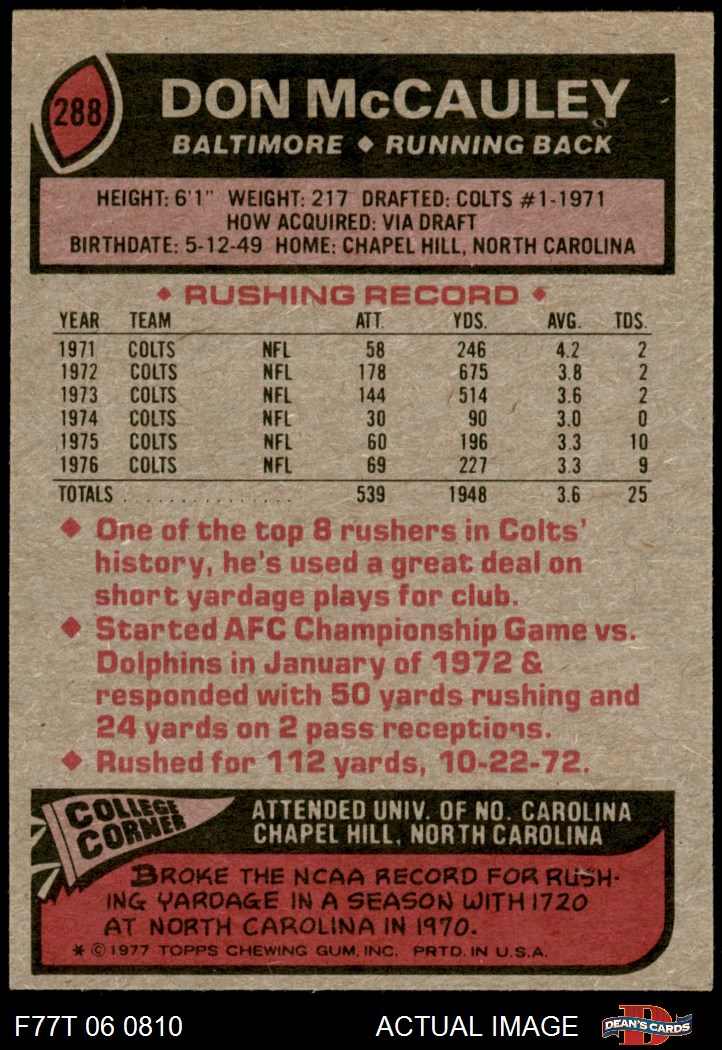 288
DON McCAULEY
BALTIMORE ◆ RUNNING BACK
HEIGHT: 6'1" WEIGHT: 217 DRAFTED: COLTS #1-1971
HOW ACQUIRED: VIA DRAFT
BIRTHDATE: 5-12-49 HOME: CHAPEL HILL, NORTH CAROLINA
◆ RUSHING RECORD ◆
YEAR TEAM ATT. YDS. AVG. TDS.
1971 COLTS NFL 58 246 4.2 2
1972 COLTS NFL 178 675 3.8 2
1973 COLTS NFL 144 514 3.6 2
1974 COLTS NFL 30 90 3.0 0
1975 COLTS NFL 60 196 3.3 10
1976 COLTS NFL 69 227 3.3 9
TOTALS . . . . . . . . . . . . . . 539 1948 3.6 25
◆ One of the top 8 rushers in Colts'
history, he's used a great deal on
short yardage plays for club.
◆ Started AFC Championship Game vs.
Dolphins in January of 1972 &
responded with 50 yards rushing and
24 yards on 2 pass receptions.
◆ Rushed for 112 yards, 10-22-72.
COLLEGE
CORNER
ATTENDED UNIV. OF NO. CAROLINA
CHAPEL HILL, NORTH CAROLINA
BROKE THE NCAA RECORD FOR RUSH-
ING YARDAGE IN A SEASON WITH 1720
AT NORTH CAROLINA IN 1970.
* © 1977 TOPPS CHEWING GUM, INC. PRTD. IN U.S.A.
F77T 06 0810 ACTUAL IMAGE
D
DEAN'S CARDS